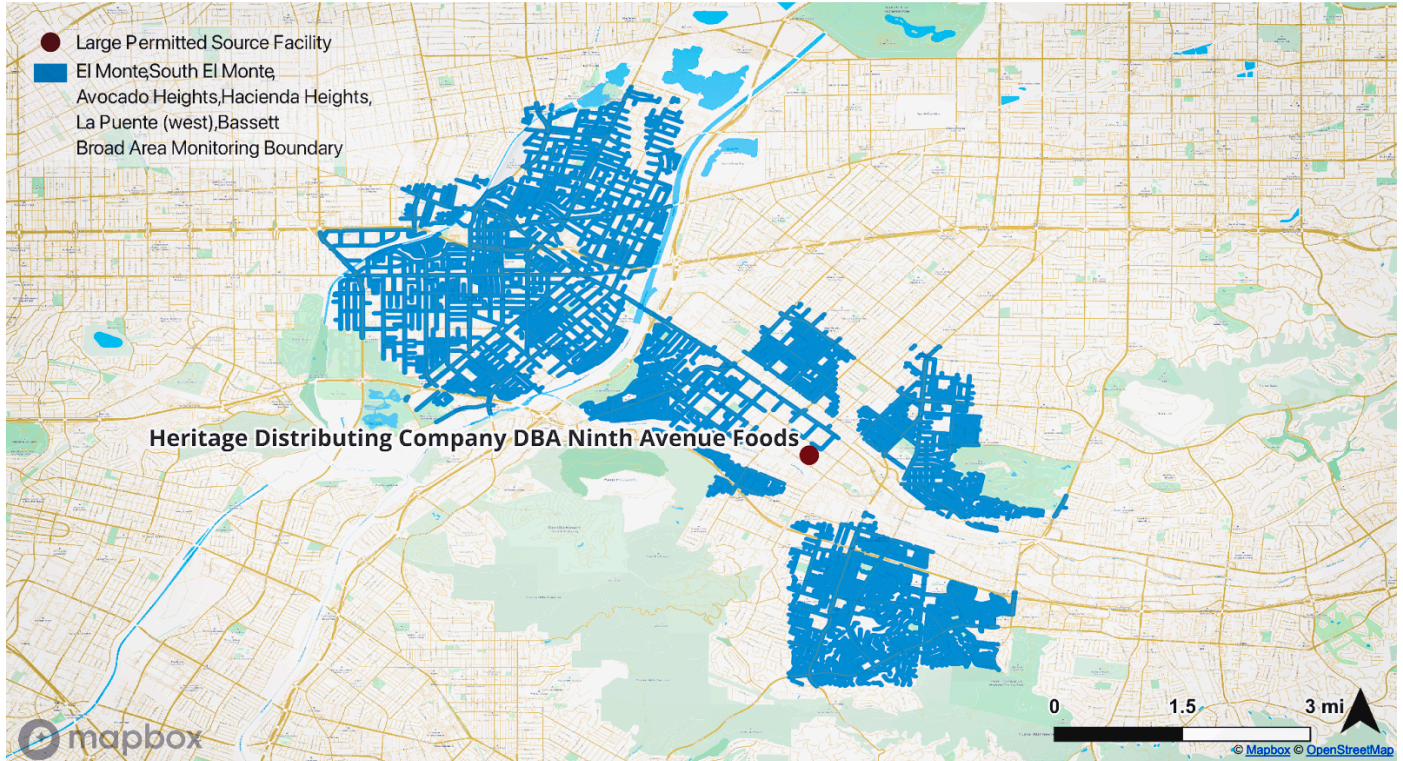 Large Permitted Source Facility
El Monte,South El Monte,
Avocado Heights,Hacienda Heights,
La Puente (west),Bassett
Broad Area Monitoring Boundary
Heritage Distributing Company DBA Ninth Avenue Foods
0 1.5 3 mi
mapbox
© Mapbox © OpenStreetMap